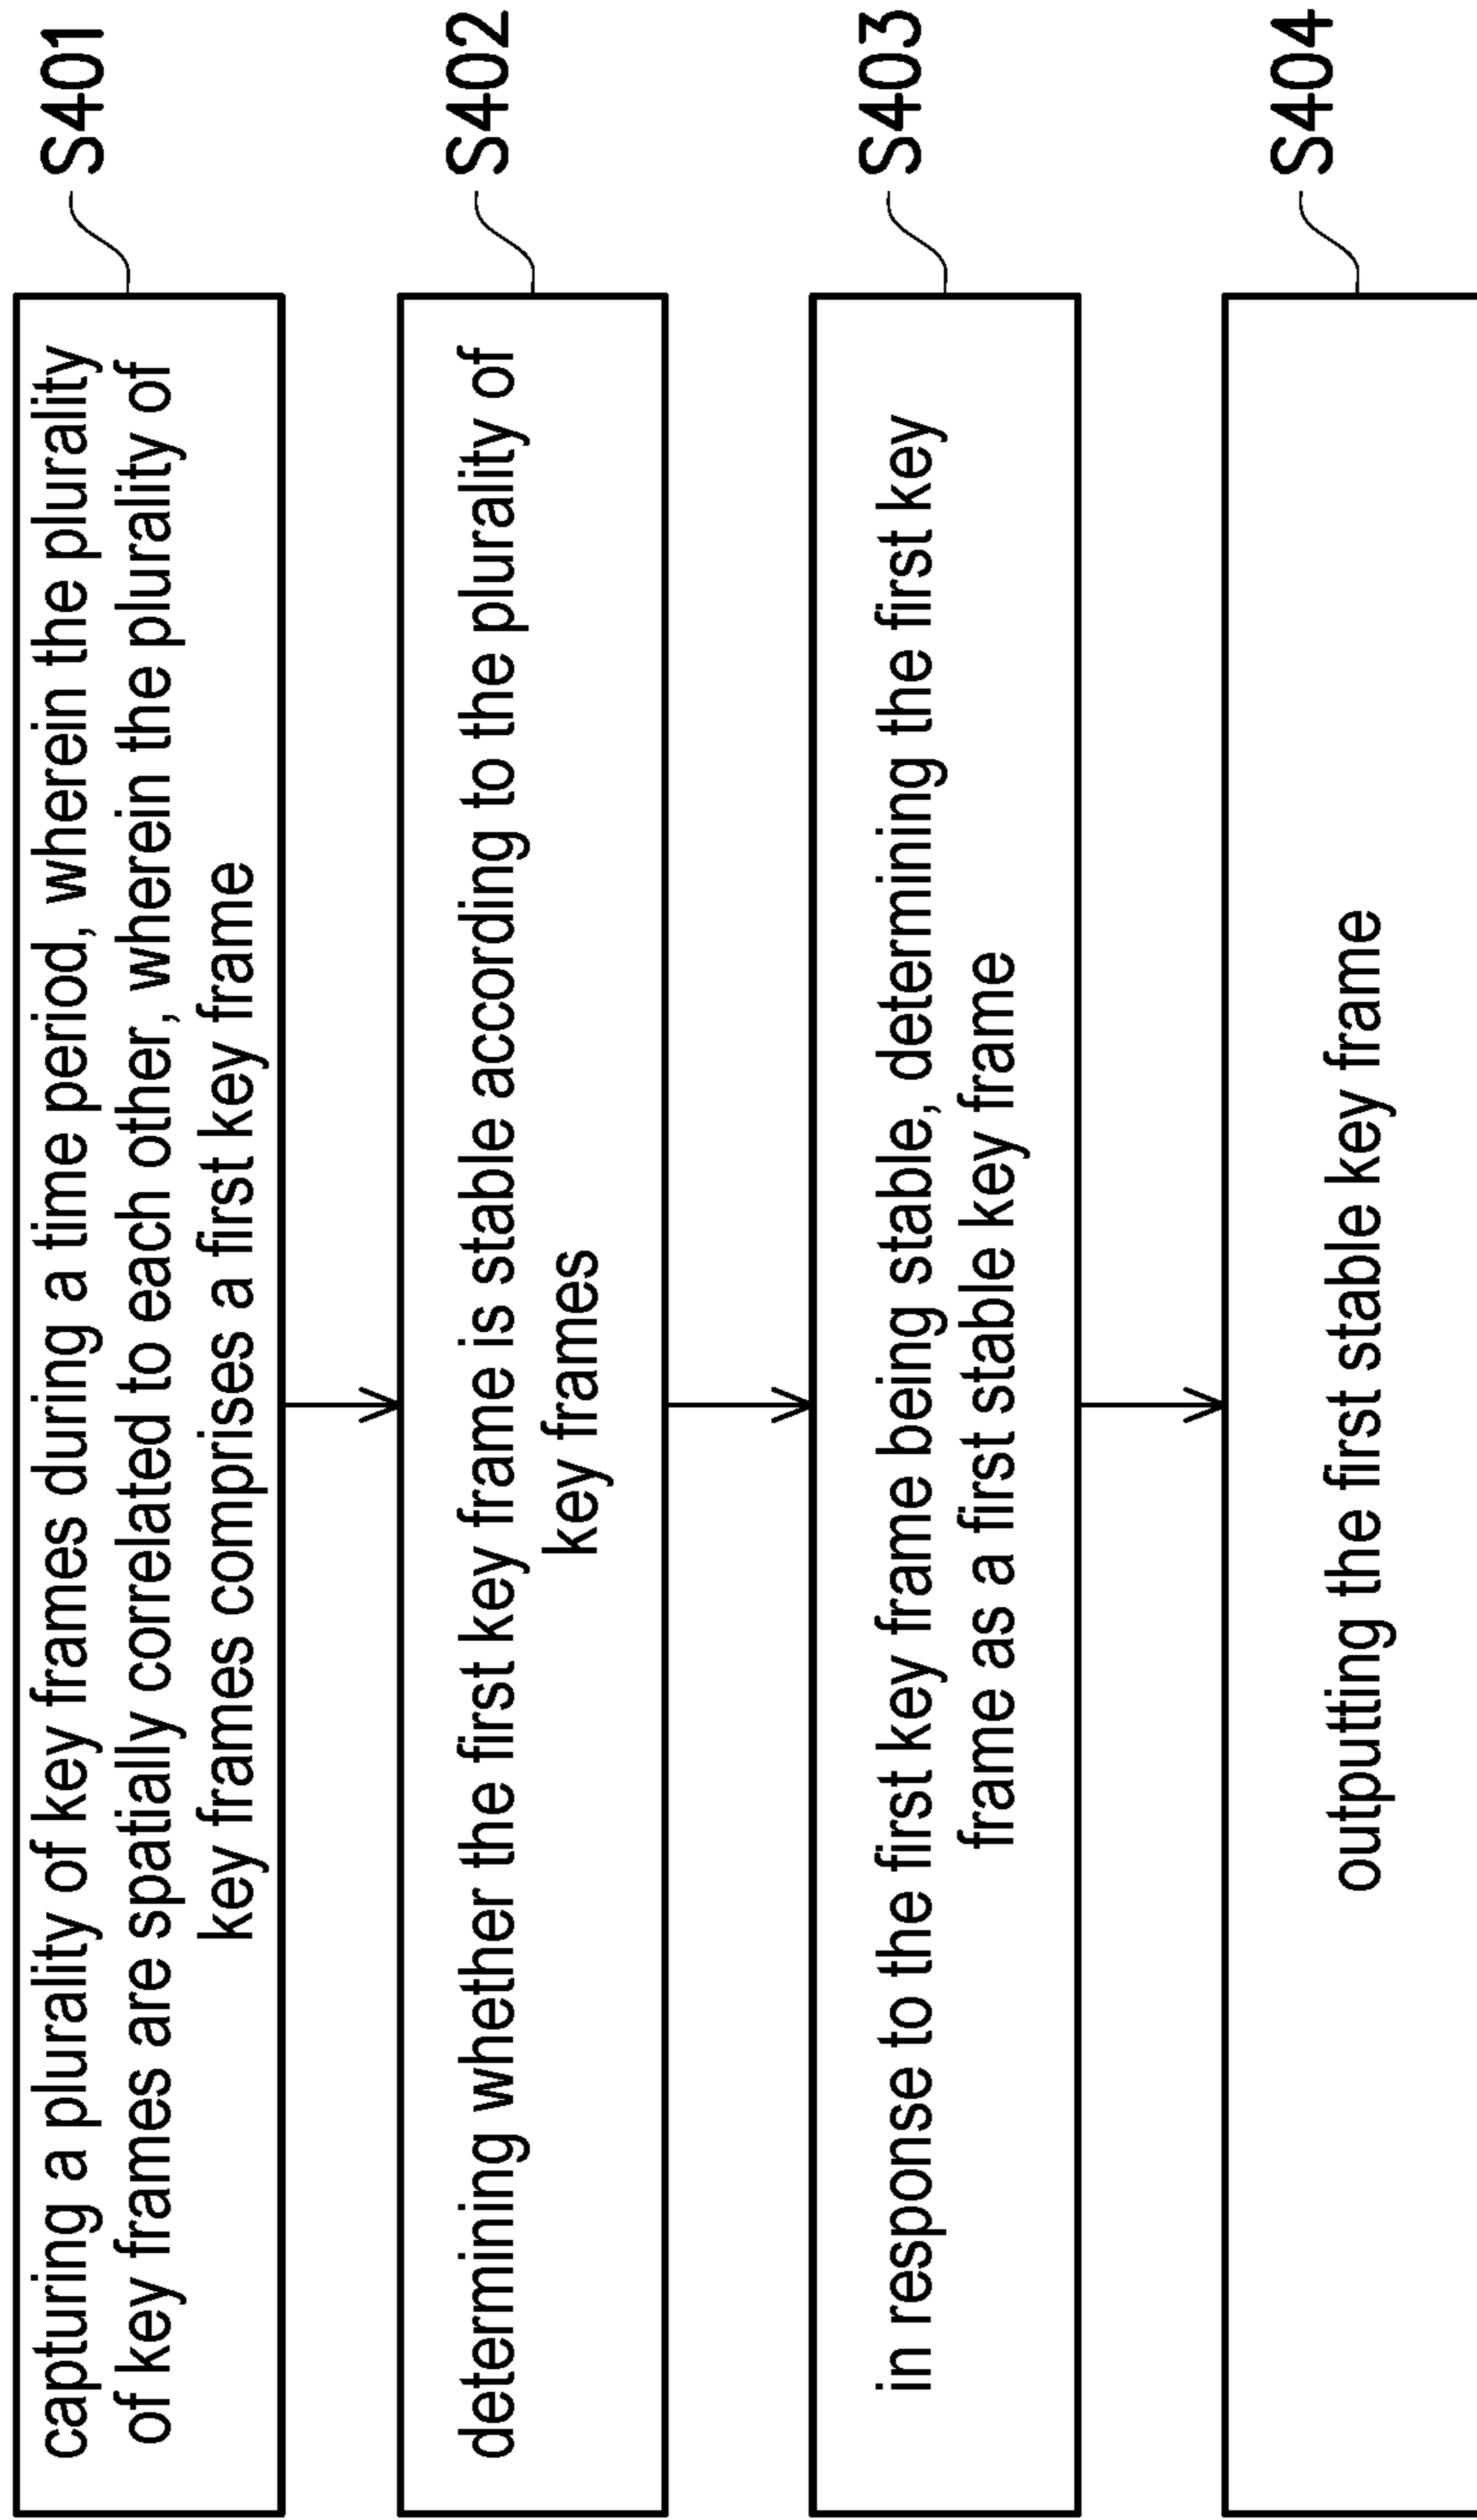 capturing a plurality of key frames during a time period, wherein the plurality
of key frames are spatially correlated to each other, wherein the plurality of
key frames comprises a first key frame
S401
determining whether the first key frame is stable according to the plurality of
key frames
S402
in response to the first key frame being stable, determining the first key
frame as a first stable key frame
S403
outputting the first stable key frame
S404